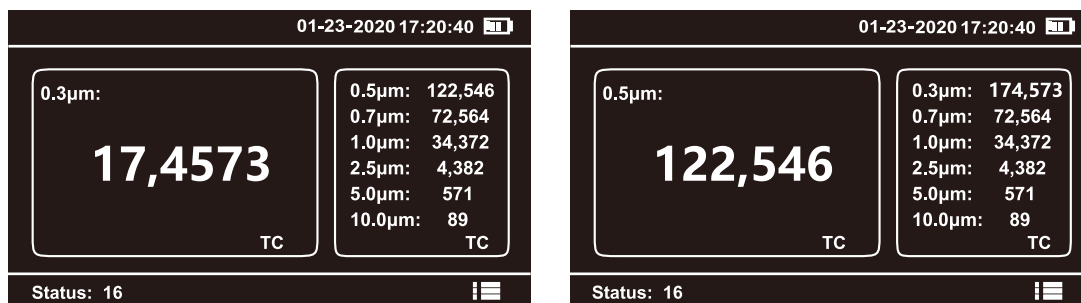 01-23-2020 17:20:40
0.3µm:
17,4573
TC
0.5µm: 122,546
0.7µm: 72,564
1.0µm: 34,372
2.5µm: 4,382
5.0µm: 571
10.0µm: 89
TC
Status: 16
01-23-2020 17:20:40
0.5µm:
122,546
TC
0.3µm: 174,573
0.7µm: 72,564
1.0µm: 34,372
2.5µm: 4,382
5.0µm: 571
10.0µm: 89
TC
Status: 16